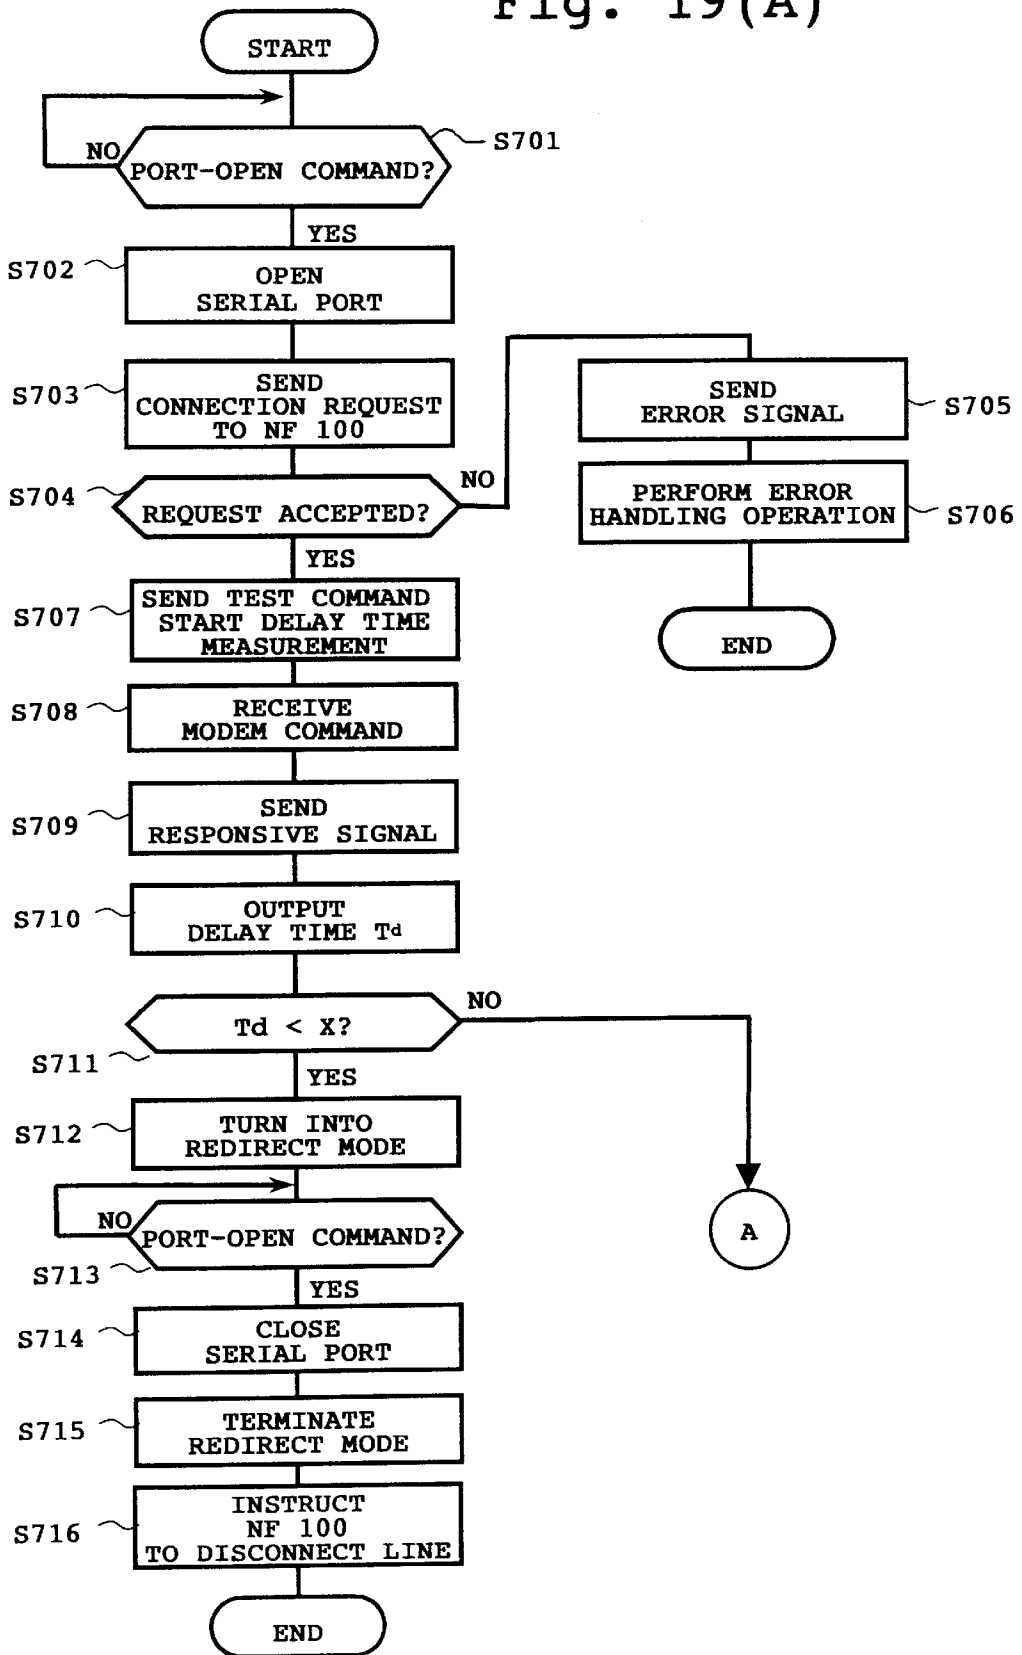 Fig. 19(A)
START
NO
PORT-OPEN COMMAND?
S701
YES
S702
OPEN
SERIAL PORT
S703
SEND
CONNECTION REQUEST
TO NF 100
S704
REQUEST ACCEPTED?
NO
SEND
ERROR SIGNAL
S705
PERFORM ERROR
HANDLING OPERATION
S706
END
YES
S707
SEND TEST COMMAND
START DELAY TIME
MEASUREMENT
S708
RECEIVE
MODEM COMMAND
S709
SEND
RESPONSIVE SIGNAL
S710
OUTPUT
DELAY TIME Td
Td < X?
NO
S711
YES
A
S712
TURN INTO
REDIRECT MODE
NO
PORT-OPEN COMMAND?
S713
YES
S714
CLOSE
SERIAL PORT
S715
TERMINATE
REDIRECT MODE
S716
INSTRUCT
NF 100
TO DISCONNECT LINE
END